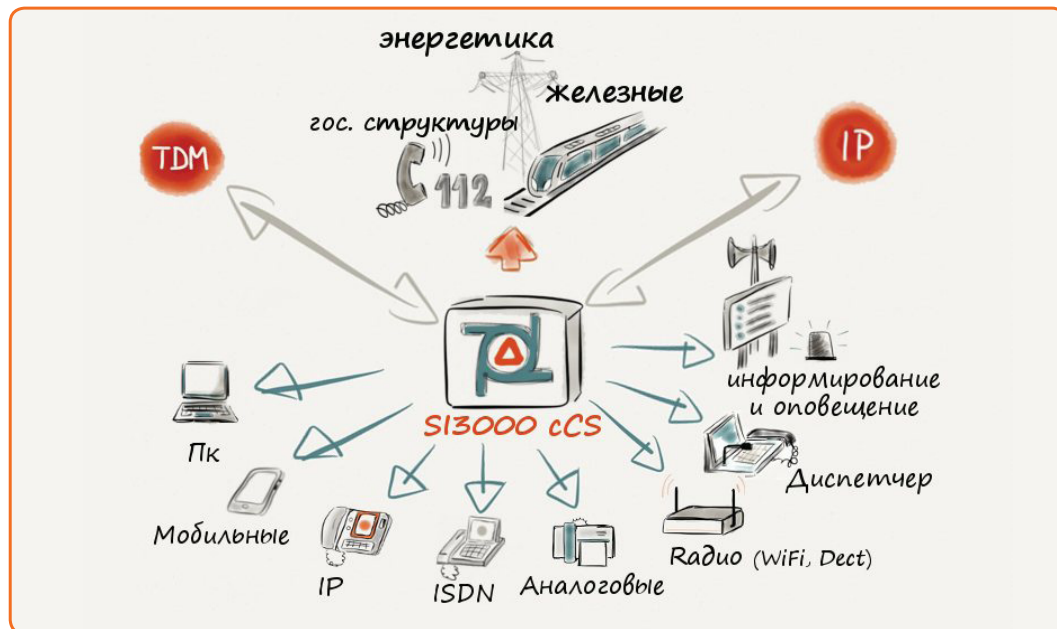 энергетика
железные
гос. структуры
112
TDM
IP
SI3000 cCS
информирование
и оповещение
Пк
Диспетчер
Мобильные
IP
ISDN
Аналоговые
Радио (WiFi, Dect)